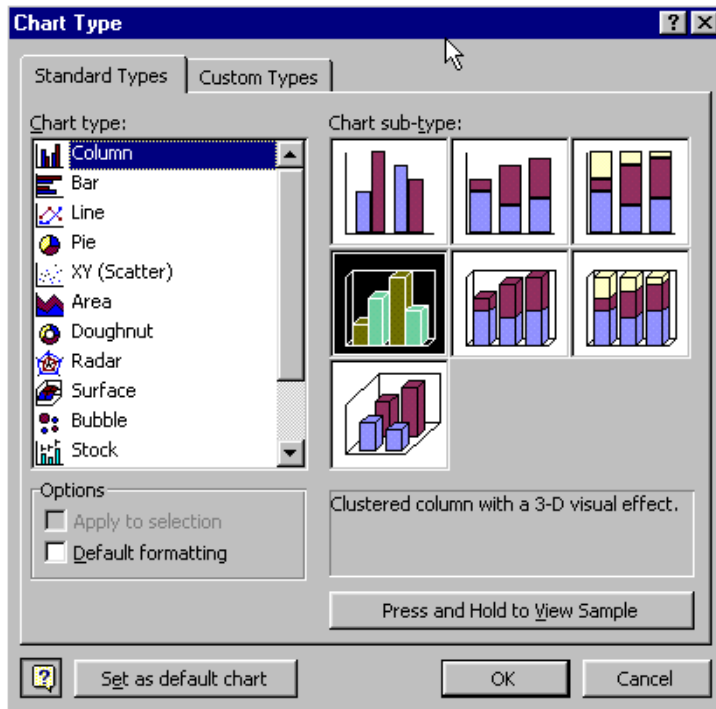 Chart Type
Standard Types
Custom Types
Chart type:
Column
Bar
Line
Pie
XY (Scatter)
Area
Doughnut
Radar
Surface
Bubble
Stock
Chart sub-type:
Options
Apply to selection
Default formatting
Clustered column with a 3-D visual effect.
Press and Hold to View Sample
Set as default chart
OK
Cancel